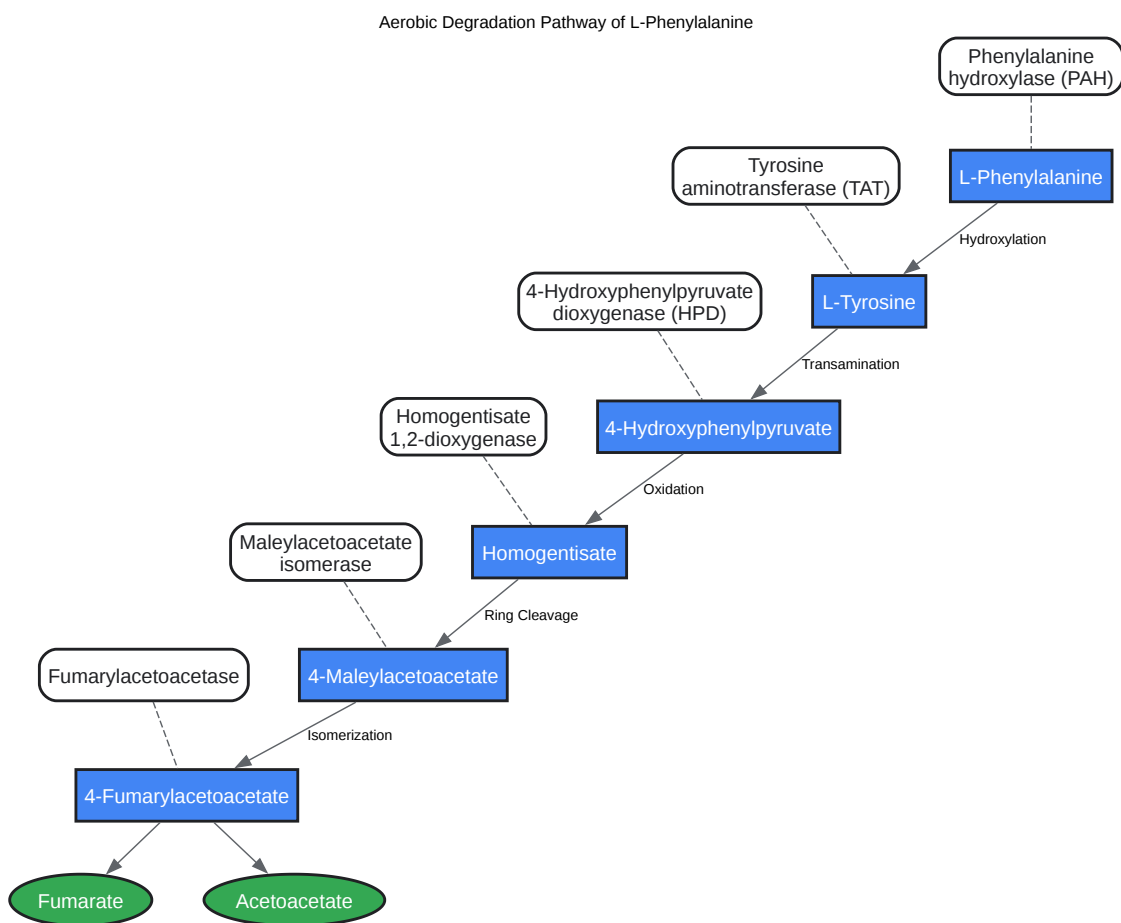 Aerobic Degradation Pathway of L-Phenylalanine
Phenylalanine
hydroxylase (PAH)
L-Phenylalanine
Tyrosine
aminotransferase (TAT)
Hydroxylation
L-Tyrosine
4-Hydroxyphenylpyruvate
dioxygenase (HPD)
Transamination
4-Hydroxyphenylpyruvate
Homogentisate
1,2-dioxygenase
Oxidation
Homogentisate
Maleylacetoacetate
isomerase
Ring Cleavage
4-Maleylacetoacetate
Fumarylacetoacetase
Isomerization
4-Fumarylacetoacetate
Fumarate
Acetoacetate